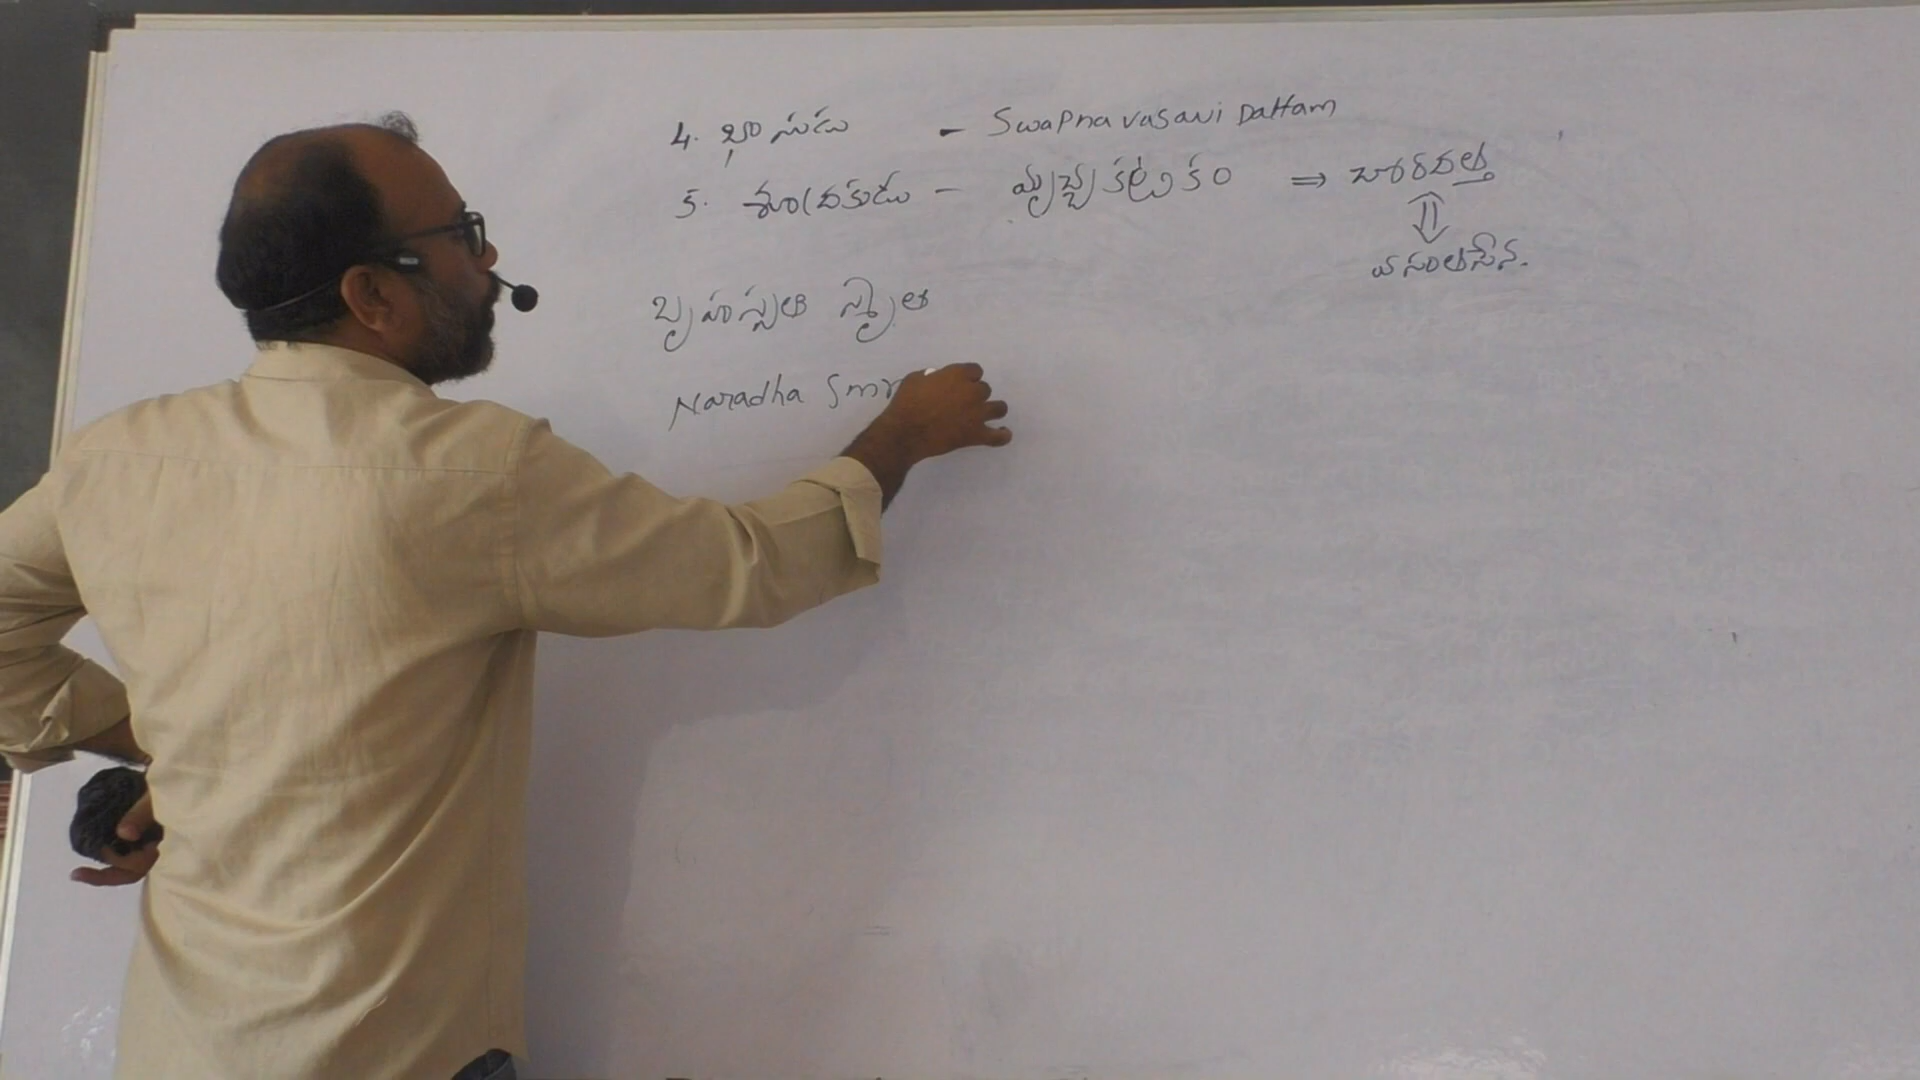 4. భాసుడు - Swapnavasavi Dattam
5. శూద్రకుడు - మృచ్ఛకటికం ⇒ చారుదత్త
⇕
వసంతసేన.
బృహస్పతి స్మృతి
Naradha Smr